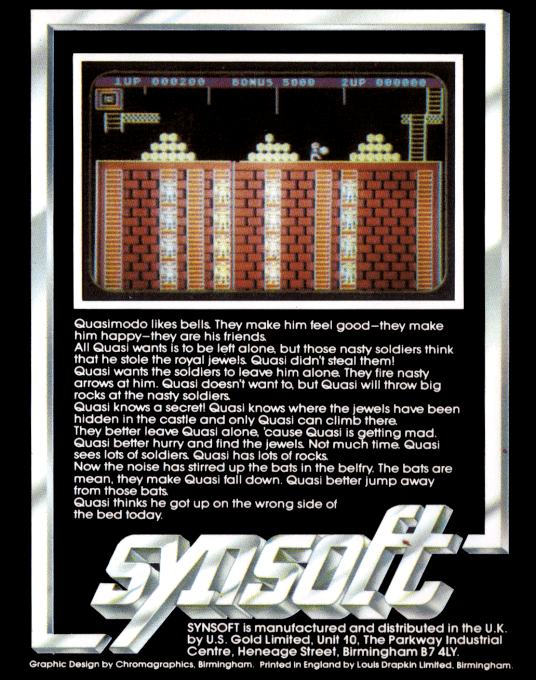 1UP 000200 BONUS 5000 2UP 000000
Quasimodo likes bells. They make him feel good–they make
him happy–they are his friends.
All Quasi wants is to be left alone, but those nasty soldiers think
that he stole the royal jewels. Quasi didn't steal them!
Quasi wants the soldiers to leave him alone. They fire nasty
arrows at him. Quasi doesn't want to, but Quasi will throw big
rocks at the nasty soldiers.
Quasi knows a secret! Quasi knows where the jewels have been
hidden in the castle and only Quasi can climb there.
They better leave Quasi alone, 'cause Quasi is getting mad.
Quasi better hurry and find the jewels. Not much time. Quasi
sees lots of soldiers. Quasi has lots of rocks.
Now the noise has stirred up the bats in the belfry. The bats are
mean, they make Quasi fall down. Quasi better jump away
from those bats.
Quasi thinks he got up on the wrong side of
the bed today.
synsoft
SYNSOFT is manufactured and distributed in the U.K.
by U.S. Gold Limited, Unit 10, The Parkway Industrial
Centre, Heneage Street, Birmingham B7 4LY.
Graphic Design by Chromagraphics, Birmingham. Printed in England by Louis Drapkin Limited, Birmingham.